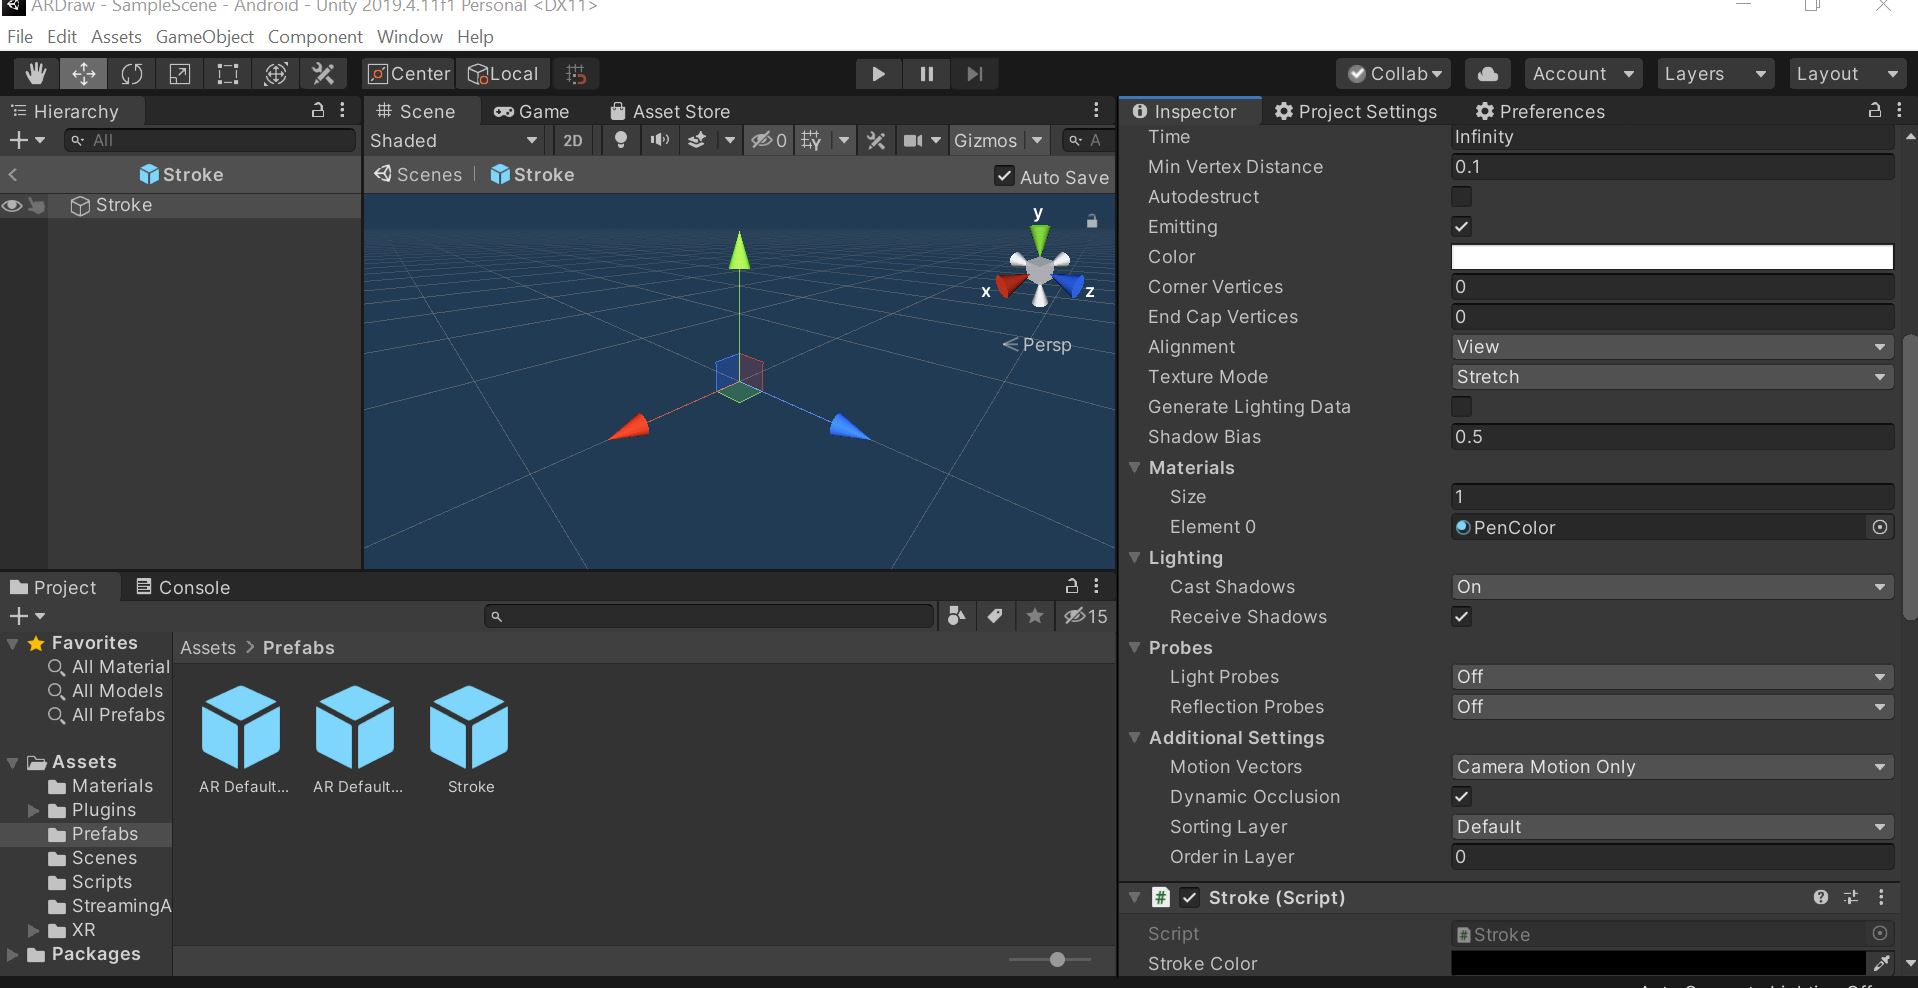 ARDraw - SampleScene - Android - Unity 2019.4.11f1 Personal <DX11>
File Edit Assets GameObject Component Window Help
Center Local Collab Account Layers Layout
Hierarchy
All
Stroke
Stroke
Scene Game Asset Store
Shaded 2D 0 Gizmos A
Scenes Stroke Auto Save
y
x z
Persp
Project Console
15
Favorites
All Material
All Models
All Prefabs
Assets
Materials
Plugins
Prefabs
Scenes
Scripts
StreamingA
XR
Packages
Assets > Prefabs
AR Default... AR Default... Stroke
Inspector Project Settings Preferences
Time Infinity
Min Vertex Distance 0.1
Autodestruct
Emitting
Color
Corner Vertices 0
End Cap Vertices 0
Alignment View
Texture Mode Stretch
Generate Lighting Data
Shadow Bias 0.5
Materials
Size 1
Element 0 PenColor
Lighting
Cast Shadows On
Receive Shadows
Probes
Light Probes Off
Reflection Probes Off
Additional Settings
Motion Vectors Camera Motion Only
Dynamic Occlusion
Sorting Layer Default
Order in Layer 0
# Stroke (Script)
Script Stroke
Stroke Color